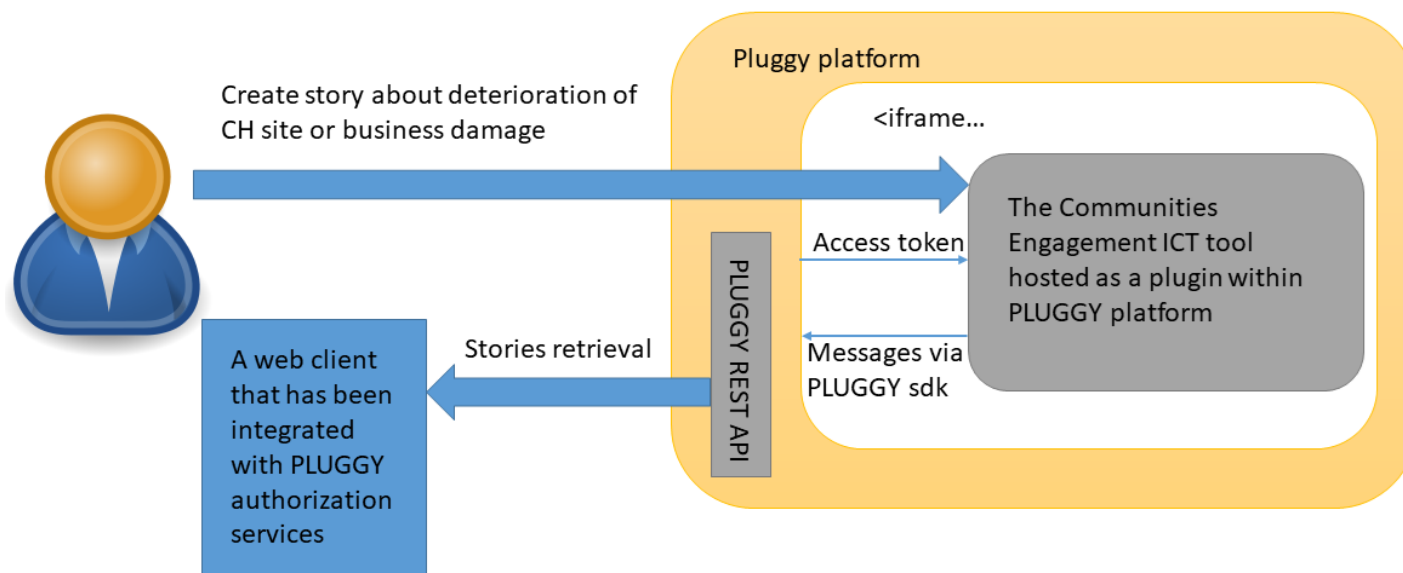 Pluggy platform
Create story about deterioration of
CH site or business damage
<iframe...
The Communities
Engagement ICT tool
hosted as a plugin within
PLUGGY platform
Access token
PLUGGY REST API
Messages via
PLUGGY sdk
Stories retrieval
A web client
that has been
integrated
with PLUGGY
authorization
services